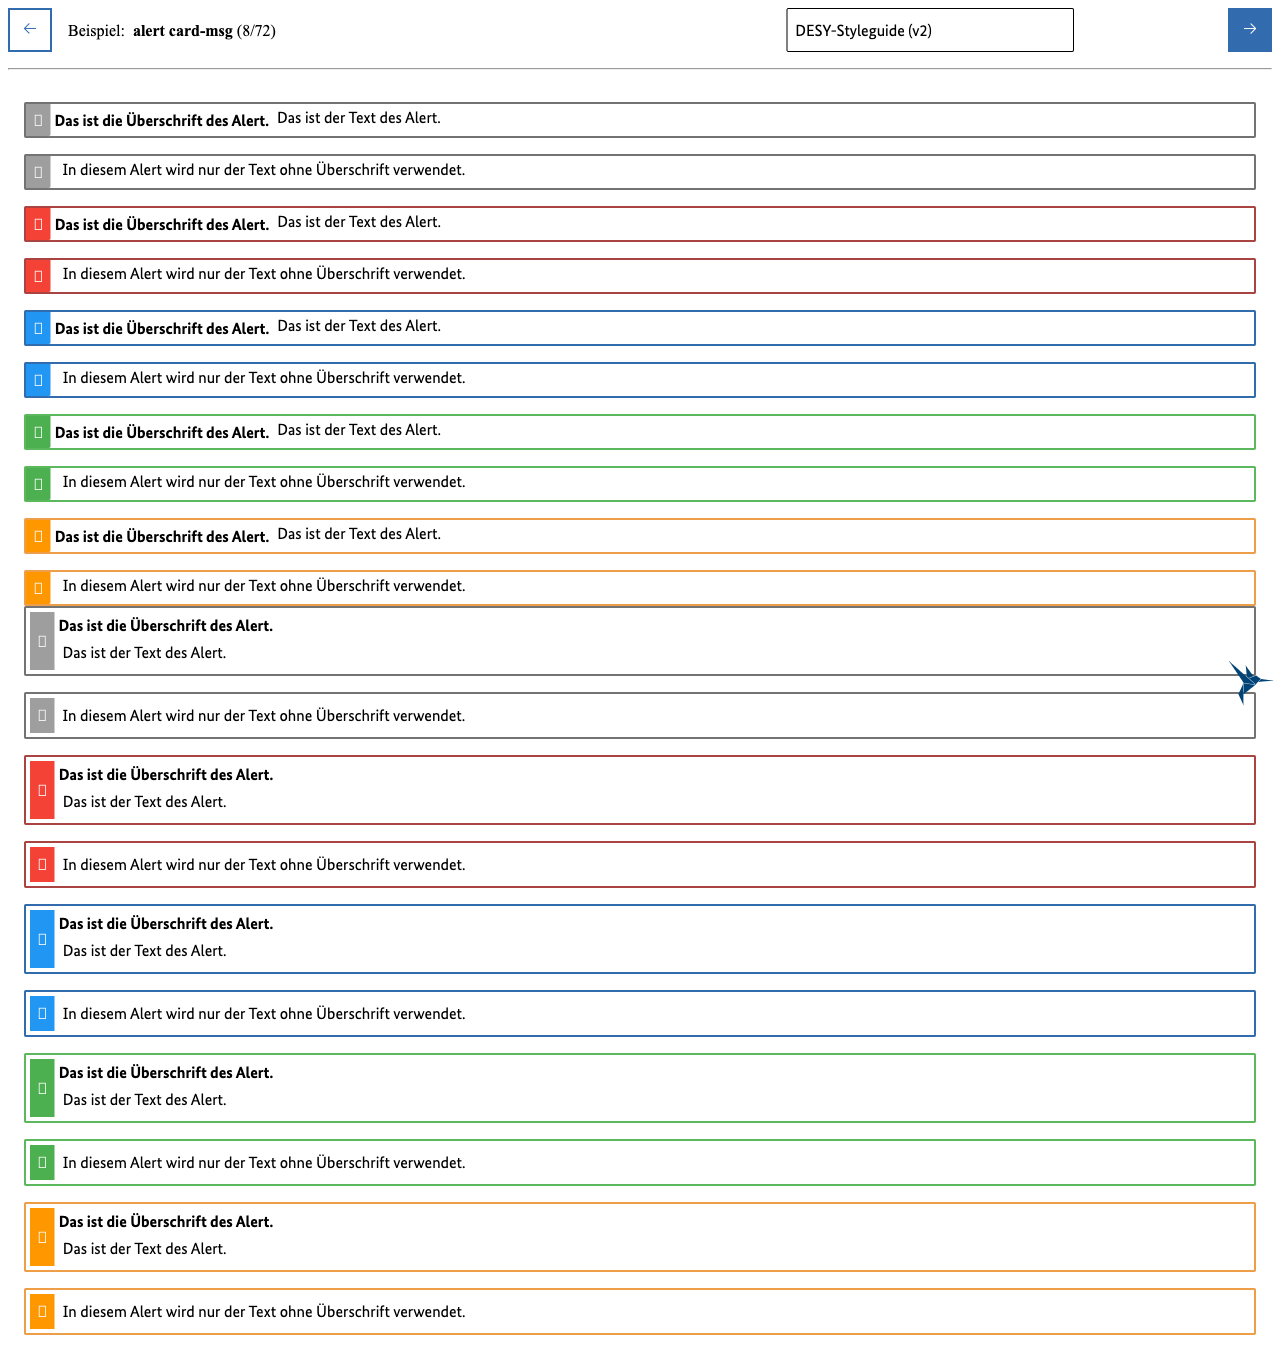 Beispiel: alert card-msg (8/72) DESY-Styleguide (v2)
Das ist die Überschrift des Alert. Das ist der Text des Alert.
In diesem Alert wird nur der Text ohne Überschrift verwendet.
Das ist die Überschrift des Alert. Das ist der Text des Alert.
In diesem Alert wird nur der Text ohne Überschrift verwendet.
Das ist die Überschrift des Alert. Das ist der Text des Alert.
In diesem Alert wird nur der Text ohne Überschrift verwendet.
Das ist die Überschrift des Alert. Das ist der Text des Alert.
In diesem Alert wird nur der Text ohne Überschrift verwendet.
Das ist die Überschrift des Alert. Das ist der Text des Alert.
In diesem Alert wird nur der Text ohne Überschrift verwendet.
Das ist die Überschrift des Alert.
Das ist der Text des Alert.
In diesem Alert wird nur der Text ohne Überschrift verwendet.
Das ist die Überschrift des Alert.
Das ist der Text des Alert.
In diesem Alert wird nur der Text ohne Überschrift verwendet.
Das ist die Überschrift des Alert.
Das ist der Text des Alert.
In diesem Alert wird nur der Text ohne Überschrift verwendet.
Das ist die Überschrift des Alert.
Das ist der Text des Alert.
In diesem Alert wird nur der Text ohne Überschrift verwendet.
Das ist die Überschrift des Alert.
Das ist der Text des Alert.
In diesem Alert wird nur der Text ohne Überschrift verwendet.